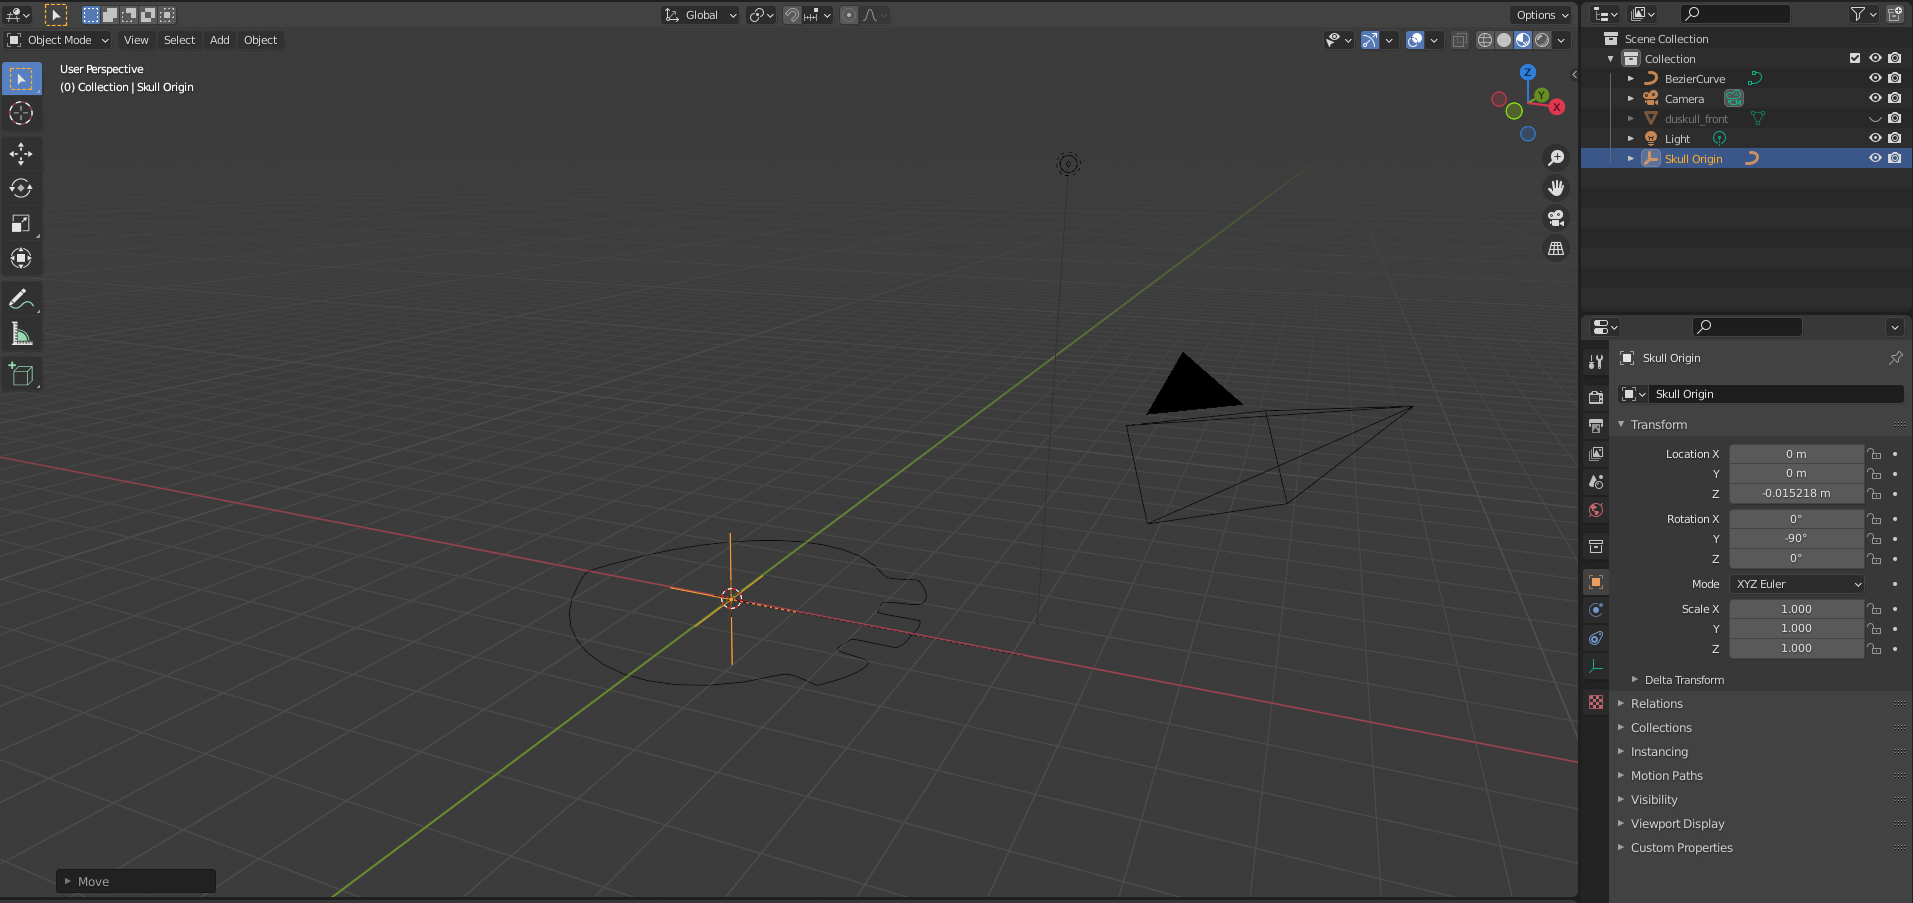 Global
Options
Object Mode
View
Select
Add
Object
User Perspective
(0) Collection | Skull Origin
Z
Y
X
Move
Scene Collection
Collection
BezierCurve
Camera
duskull_front
Light
Skull Origin
Skull Origin
Skull Origin
Transform
Location X
0 m
Y
0 m
Z
-0.015218 m
Rotation X
0°
Y
-90°
Z
0°
Mode
XYZ Euler
Scale X
1.000
Y
1.000
Z
1.000
Delta Transform
Relations
Collections
Instancing
Motion Paths
Visibility
Viewport Display
Custom Properties